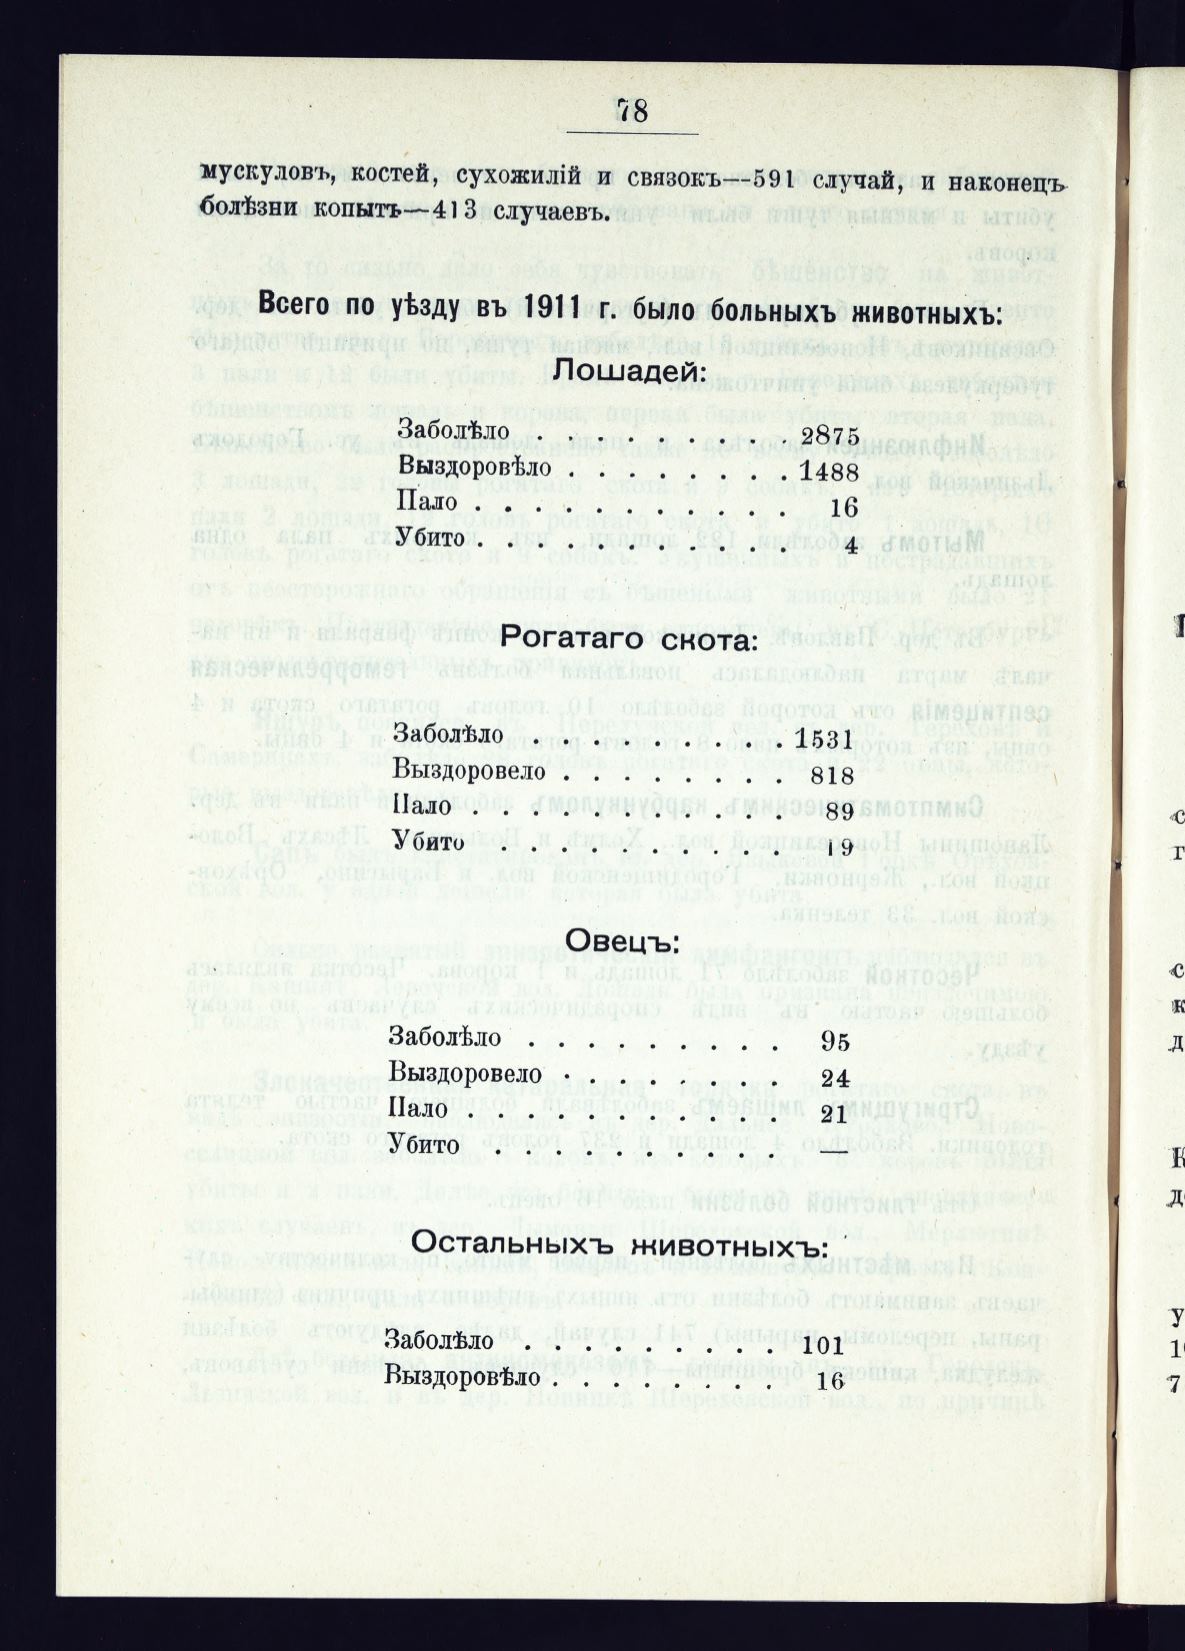 78
мускуловъ, костей, сухожилій и связокъ—591 случай, и наконецъ
болѣзни копытъ—413 случаевъ.
Всего по уѣзду въ 1911 г. было больныхъ животныхъ:
Лошадей:
Заболѣло . . . . . . . . . 2875
Выздоровѣло . . . . . . . . 1488
Пало . . . . . . . . . . . 16
Убито . . . . . . . . . . . 4
Рогатаго скота:
Заболѣло . . . . . . . . . 1531
Выздоровело . . . . . . . . 818
Пало . . . . . . . . . . . 89
Убито . . . . . . . . . . 19
Овецъ:
Заболѣло . . . . . . . . . 95
Выздоровело . . . . . . . . 24
Пало . . . . . . . . . . . 21
Убито . . . . . . . . . . —
Остальныхъ животныхъ:
Заболѣло . . . . . . . . . 101
Выздоровѣло . . . . . . . . 16